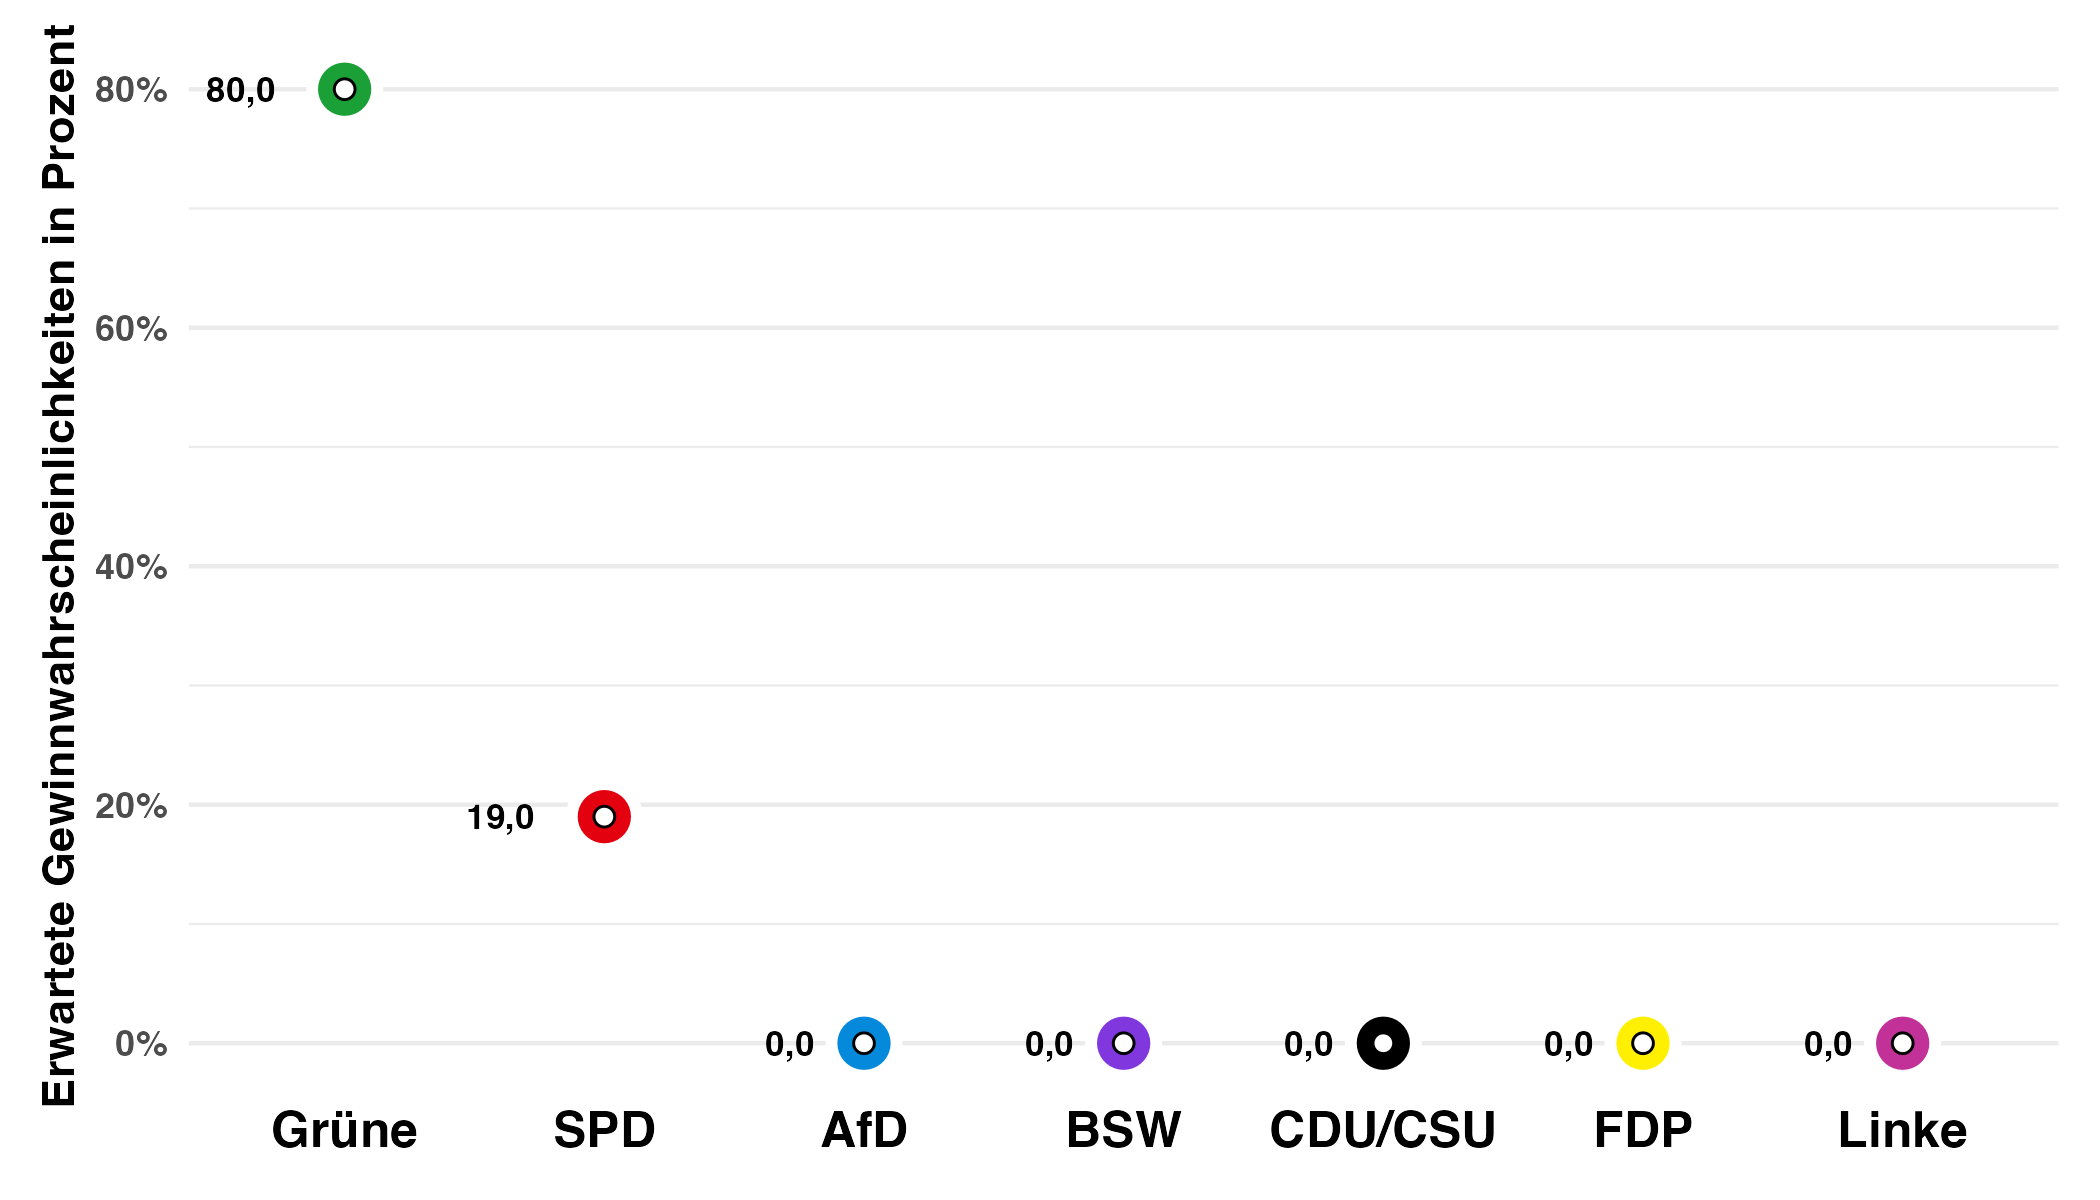 Erwartete Gewinnwahrscheinlichkeiten in Prozent
80%
60%
40%
20%
0%
80,0
19,0
0,0
0,0
0,0
0,0
0,0
Grüne
SPD
AfD
BSW
CDU/CSU
FDP
Linke